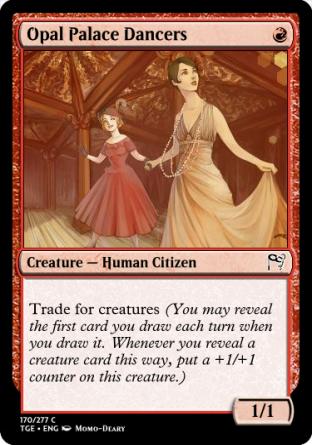 Opal Palace Dancers
Creature — Human Citizen
Trade for creatures (You may reveal
the first card you draw each turn when
you draw it. Whenever you reveal a
creature card this way, put a +1/+1
counter on this creature.)
170/277 C
TGE • ENG Momo-Deary
1/1